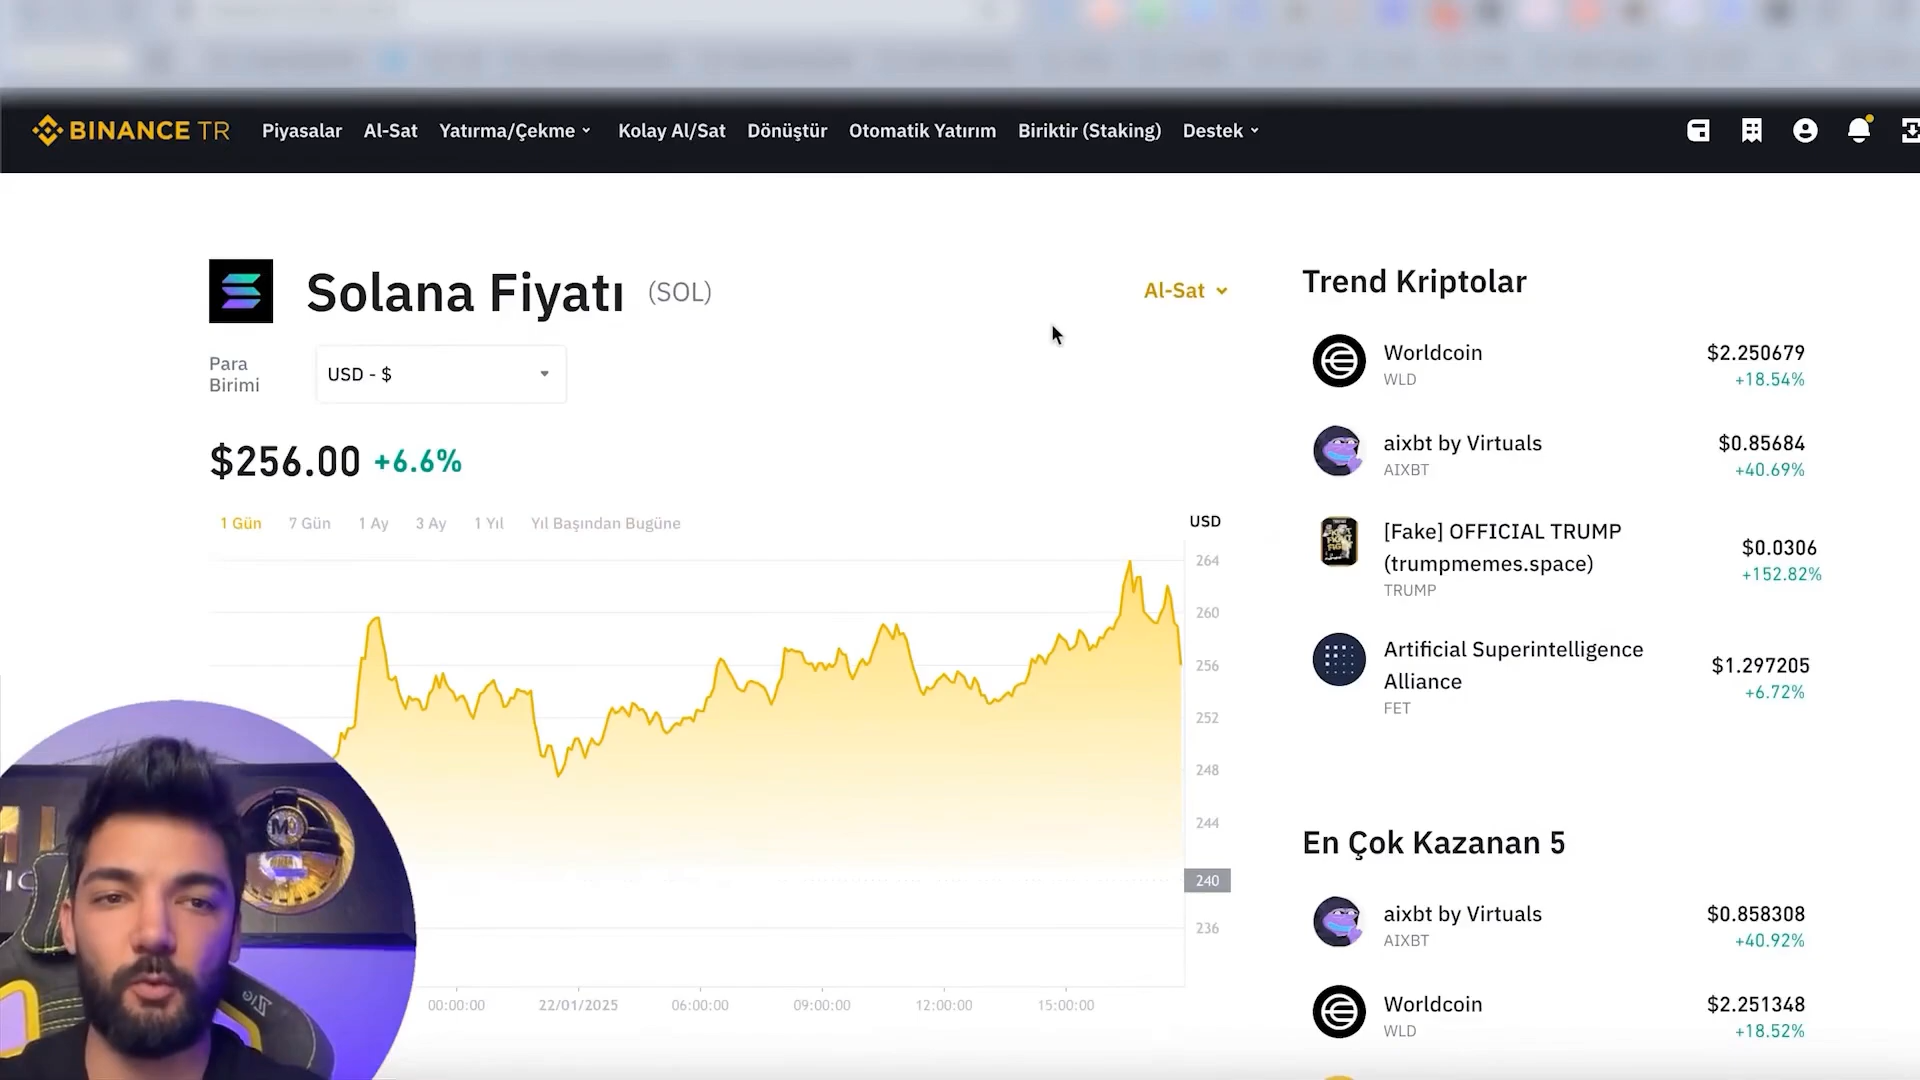 BINANCE TR
Piyasalar
Al-Sat
Yatırma/Çekme
Kolay Al/Sat
Dönüştür
Otomatik Yatırım
Biriktir (Staking)
Destek
Solana Fiyatı (SOL)
Al-Sat
Para
Birimi
USD - $
$256.00 +6.6%
1 Gün
7 Gün
1 Ay
3 Ay
1 Yıl
Yıl Başından Bugüne
USD
264
260
256
252
248
244
240
236
00:00:00
22/01/2025
06:00:00
09:00:00
12:00:00
15:00:00
Trend Kriptolar
Worldcoin
WLD
$2.250679
+18.54%
aixbt by Virtuals
AIXBT
$0.85684
+40.69%
[Fake] OFFICIAL TRUMP
(trumpmemes.space)
TRUMP
$0.0306
+152.82%
Artificial Superintelligence
Alliance
FET
$1.297205
+6.72%
En Çok Kazanan 5
aixbt by Virtuals
AIXBT
$0.858308
+40.92%
Worldcoin
WLD
$2.251348
+18.52%